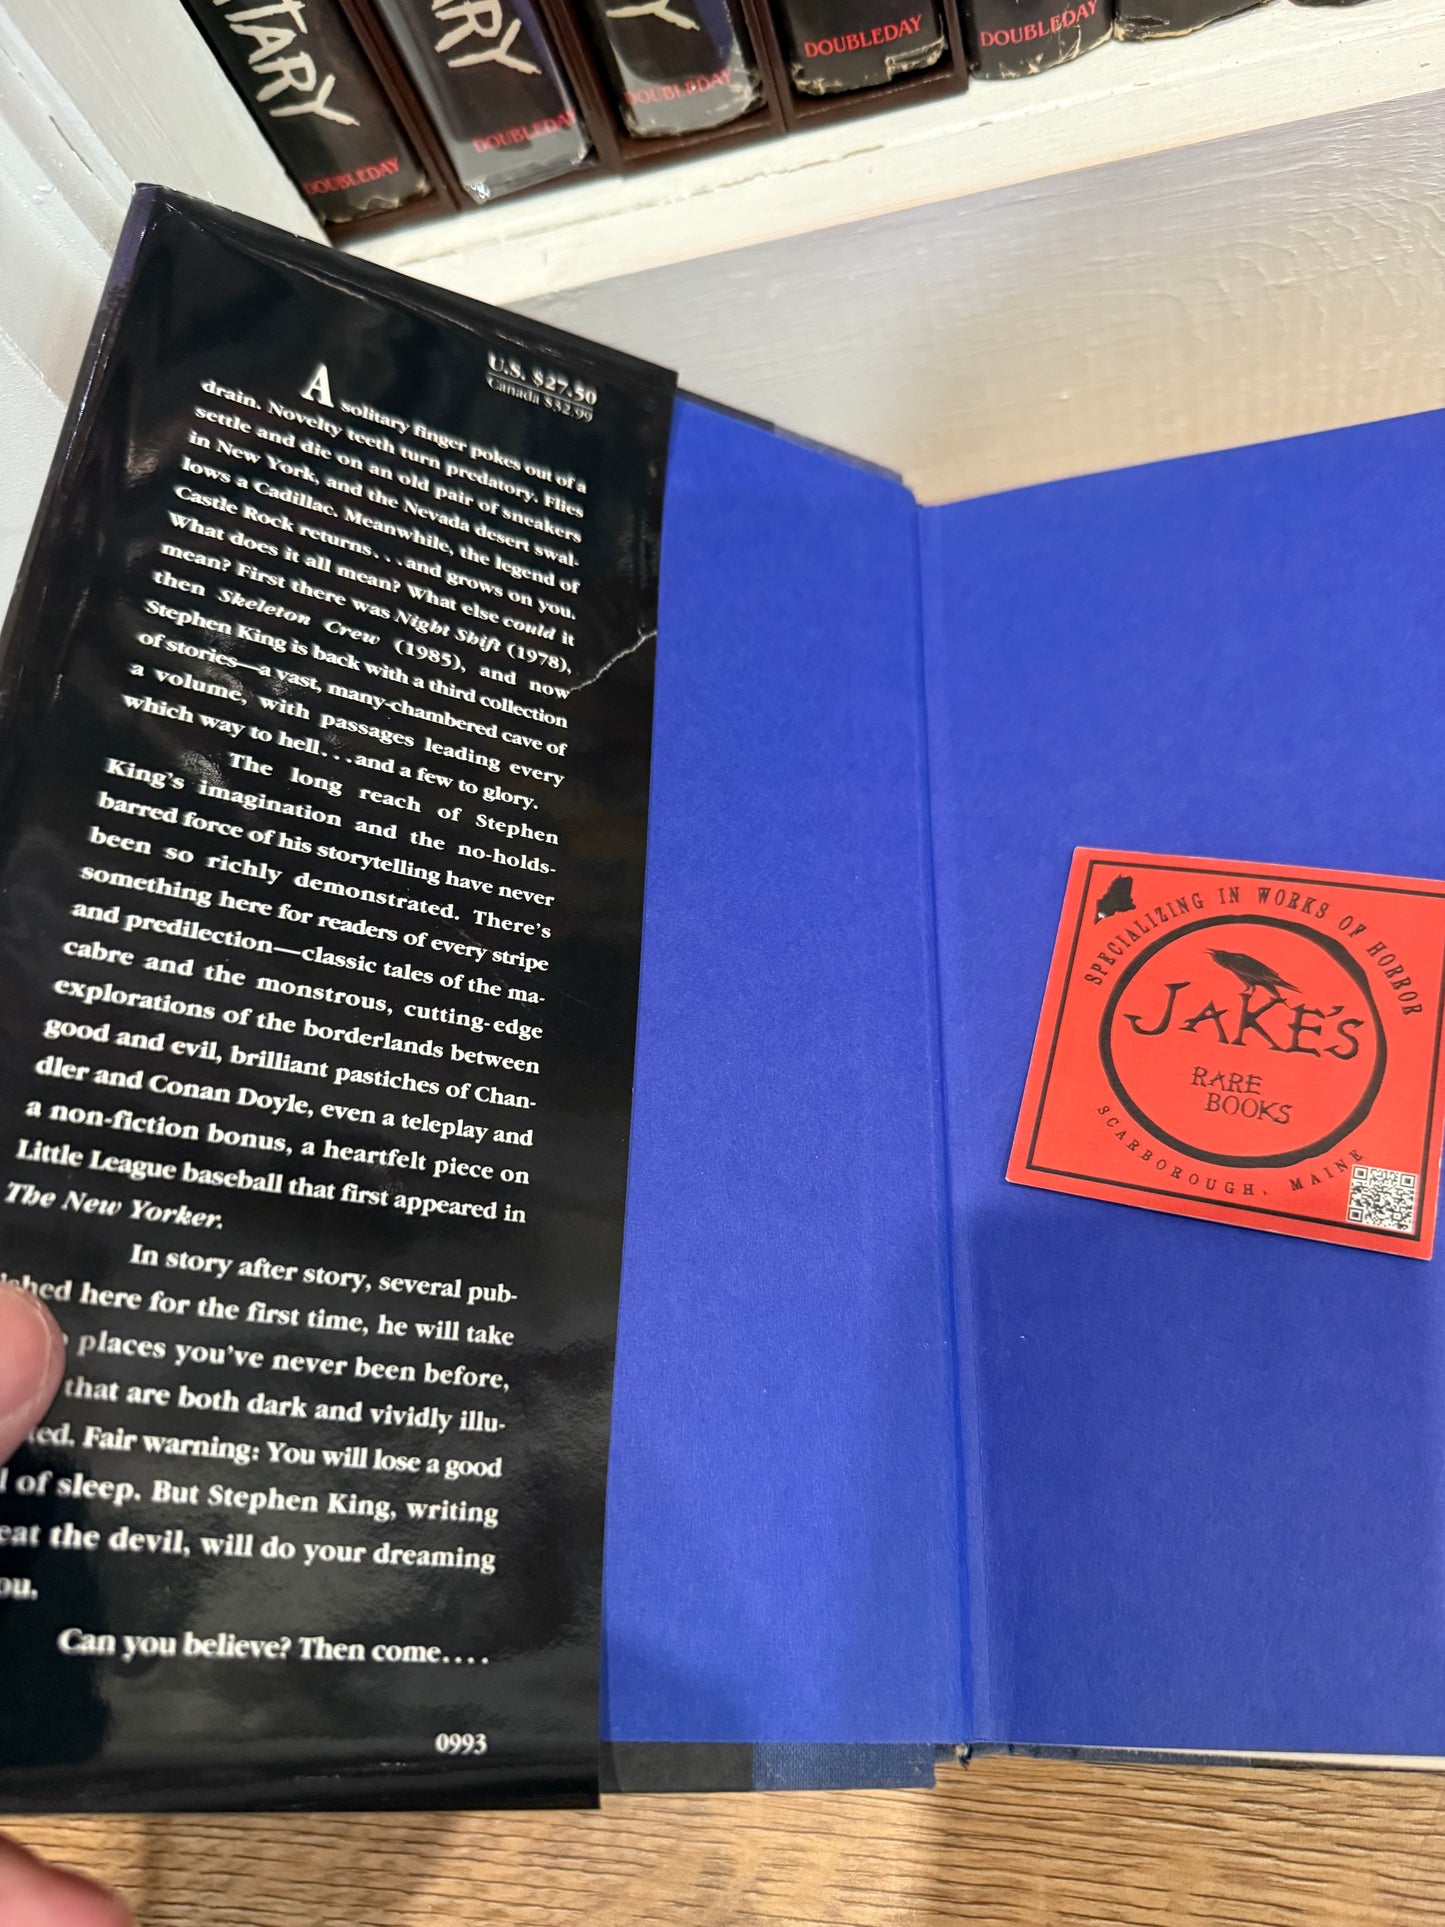 TARY
DOUBLEDAY
ARY
DOUBLEDAY
Y
DOUBLEDAY
DOUBLEDAY
DOUBLEDAY
U.S. $27.50
Canada $32.99
A solitary finger pokes out of a
drain. Novelty teeth turn predatory. Flies
settle and die on an old pair of sneakers
in New York, and the Nevada desert swal-
lows a Cadillac. Meanwhile, the legend of
Castle Rock returns...and grows on you.
What does it all mean? What else could it
mean? First there was Night Shift (1978),
then Skeleton Crew (1985), and now
Stephen King is back with a third collection
of stories—a vast, many-chambered cave of
a volume, with passages leading every
which way to hell...and a few to glory.
The long reach of Stephen
King's imagination and the no-holds-
barred force of his storytelling have never
been so richly demonstrated. There's
something here for readers of every stripe
and predilection—classic tales of the ma-
cabre and the monstrous, cutting-edge
explorations of the borderlands between
good and evil, brilliant pastiches of Chan-
dler and Conan Doyle, even a teleplay and
a non-fiction bonus, a heartfelt piece on
Little League baseball that first appeared in
The New Yorker.
In story after story, several pub-
ished here for the first time, he will take
places you've never been before,
that are both dark and vividly illu-
ted. Fair warning: You will lose a good
l of sleep. But Stephen King, writing
eat the devil, will do your dreaming
ou.
Can you believe? Then come....
0993
SPECIALIZING IN WORKS OF HORROR
JAKE'S
RARE
BOOKS
SCARBOROUGH, MAINE